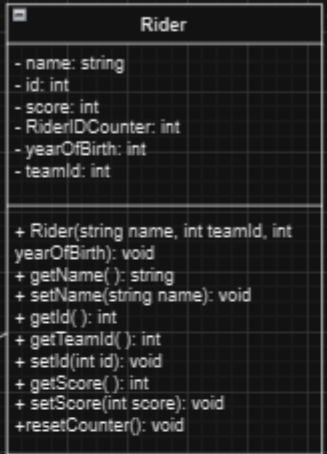 Rider
- name: string
- id: int
- score: int
- RiderIDCounter: int
- yearOfBirth: int
- teamId: int
+ Rider(string name, int teamId, int
yearOfBirth): void
+ getName( ): string
+ setName(string name): void
+ getId( ): int
+ getTeamId( ): int
+ setId(int id): void
+ getScore( ): int
+ setScore(int score): void
+resetCounter(): void